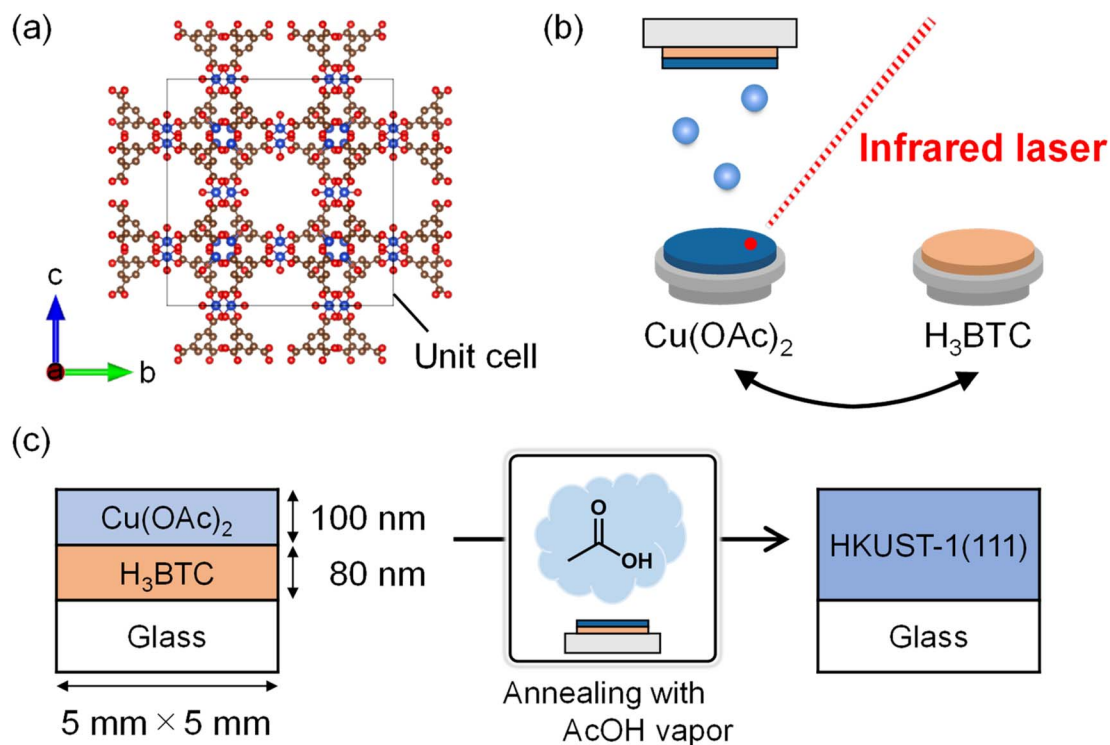 (a)
c
a
b
Unit cell
(b)
Infrared laser
Cu(OAc)₂
H₃BTC
(c)
Cu(OAc)₂
100 nm
H₃BTC
80 nm
Glass
5 mm × 5 mm
O
OH
Annealing with
AcOH vapor
HKUST-1(111)
Glass